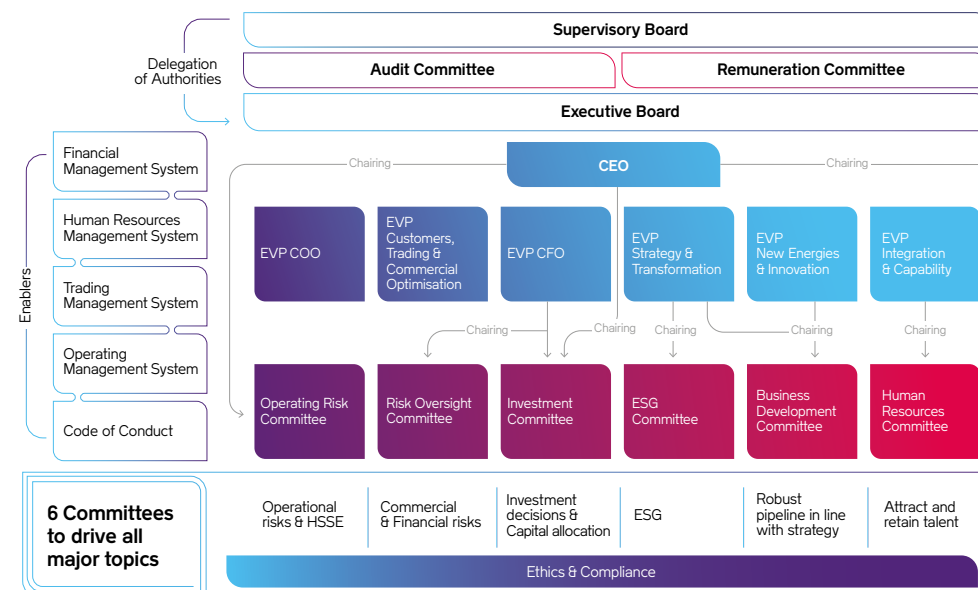 Supervisory Board
Delegation
of Authorities
Audit Committee
Remuneration Committee
Executive Board
Enablers
Financial
Management System
Human Resources
Management System
Trading
Management System
Operating
Management System
Code of Conduct
Chairing
CEO
Chairing
EVP COO
EVP
Customers,
Trading &
Commercial
Optimisation
EVP CFO
EVP
Strategy &
Transformation
EVP
New Energies
& Innovation
EVP
Integration
& Capability
Chairing
Chairing
Chairing
Chairing
Chairing
Operating Risk
Committee
Risk Oversight
Committee
Investment
Committee
ESG
Committee
Business
Development
Committee
Human
Resources
Committee
6 Committees
to drive all
major topics
Operational
risks & HSSE
Commercial
& Financial risks
Investment
decisions &
Capital allocation
ESG
Robust
pipeline in line
with strategy
Attract and
retain talent
Ethics & Compliance